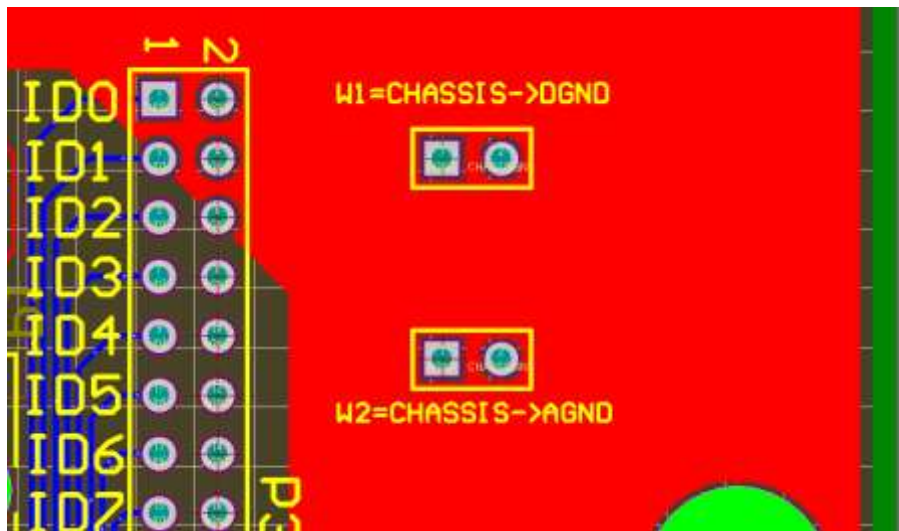 1 2
ID0
W1=CHASSIS->DGND
ID1
ID2
ID3
ID4
W2=CHASSIS->AGND
ID5
ID6
ID7
P3